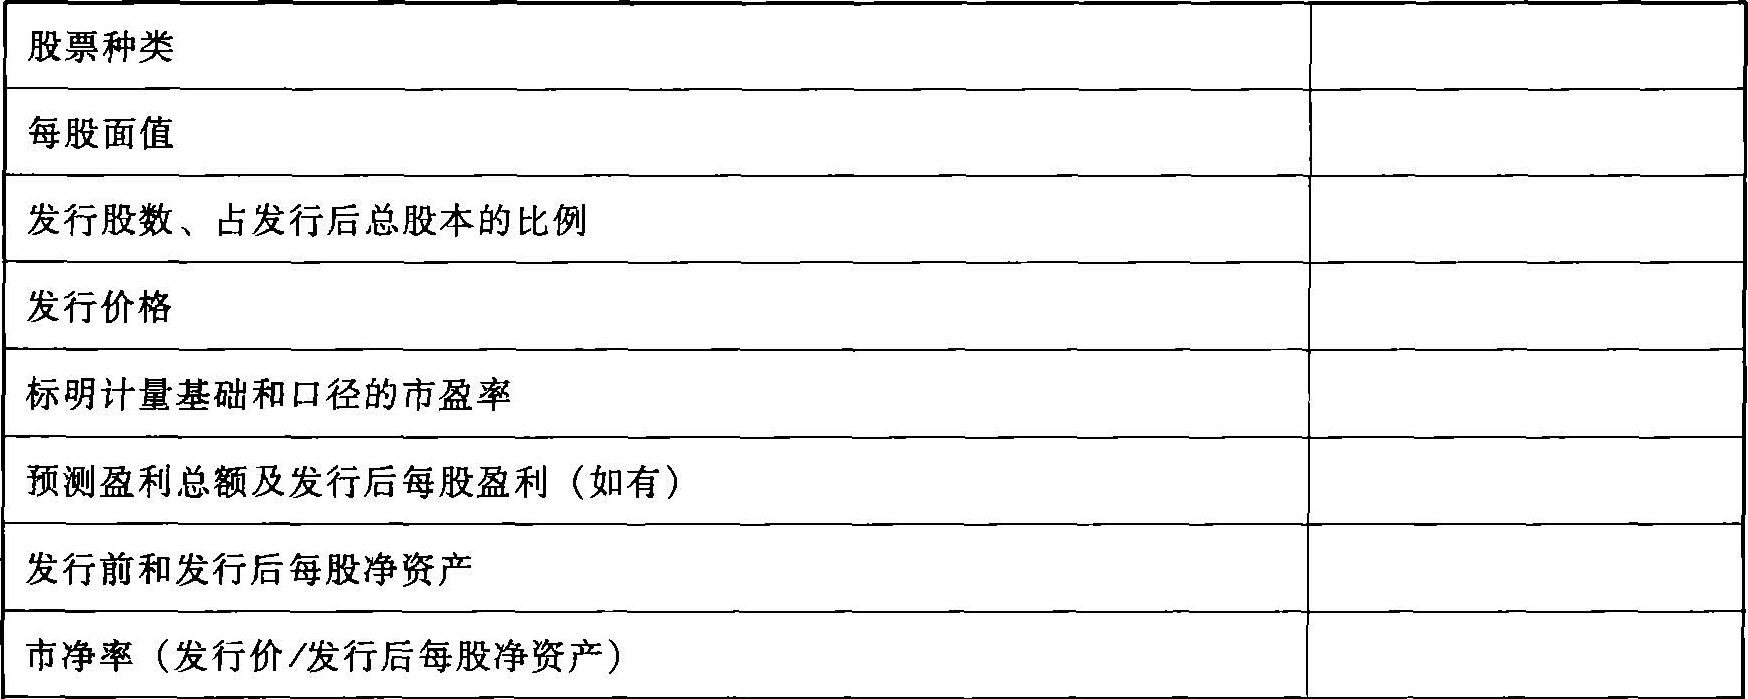 股票种类
每股面值
发行股数、占发行后总股本的比例
发行价格
标明计量基础和口径的市盈率
预测盈利总额及发行后每股盈利（如有）
发行前和发行后每股净资产
市净率（发行价/发行后每股净资产）